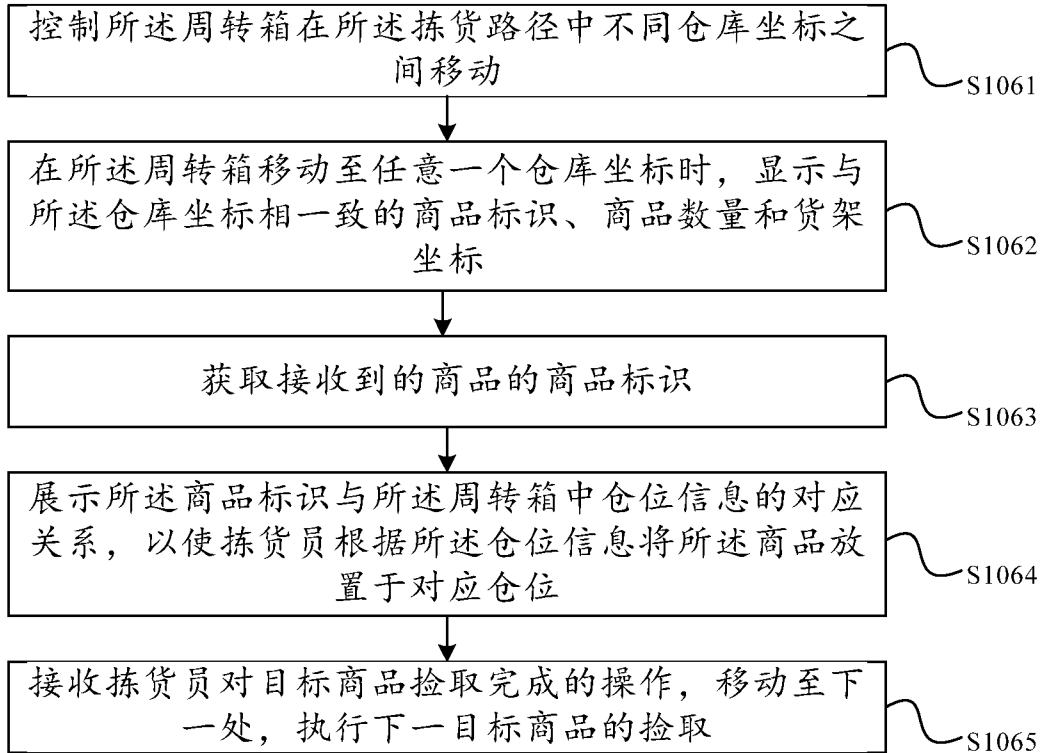 控制所述周转箱在所述拣货路径中不同仓库坐标之
间移动
S1061
在所述周转箱移动至任意一个仓库坐标时，显示与
所述仓库坐标相一致的商品标识、商品数量和货架
坐标
S1062
获取接收到的商品的商品标识
S1063
展示所述商品标识与所述周转箱中仓位信息的对应
关系，以使拣货员根据所述仓位信息将所述商品放
置于对应仓位
S1064
接收拣货员对目标商品捡取完成的操作，移动至下
一处，执行下一目标商品的捡取
S1065